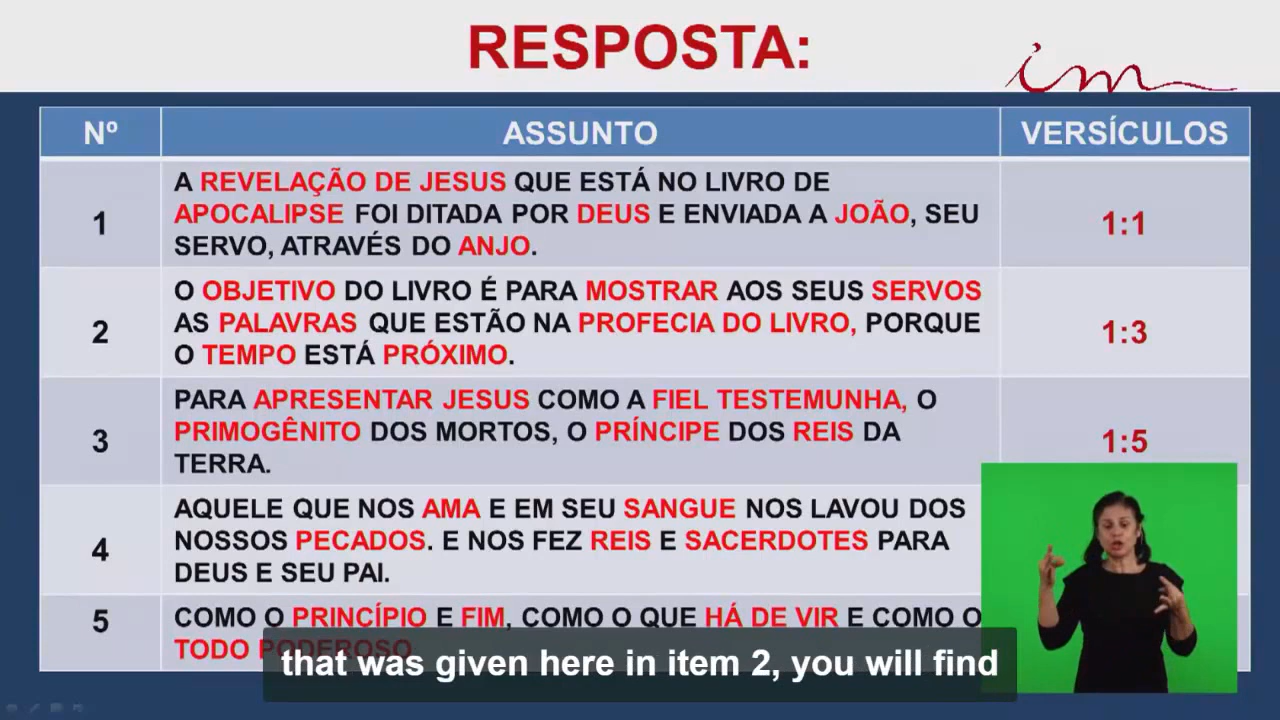 RESPOSTA:
im
Nº ASSUNTO VERSÍCULOS
1 A REVELAÇÃO DE JESUS QUE ESTÁ NO LIVRO DE
APOCALIPSE FOI DITADA POR DEUS E ENVIADA A JOÃO, SEU
SERVO, ATRAVÉS DO ANJO.
1:1
2 O OBJETIVO DO LIVRO É PARA MOSTRAR AOS SEUS SERVOS
AS PALAVRAS QUE ESTÃO NA PROFECIA DO LIVRO, PORQUE
O TEMPO ESTÁ PRÓXIMO.
1:3
3 PARA APRESENTAR JESUS COMO A FIEL TESTEMUNHA, O
PRIMOGÊNITO DOS MORTOS, O PRÍNCIPE DOS REIS DA
TERRA.
1:5
4 AQUELE QUE NOS AMA E EM SEU SANGUE NOS LAVOU DOS
NOSSOS PECADOS. E NOS FEZ REIS E SACERDOTES PARA
DEUS E SEU PAI.
5 COMO O PRINCÍPIO E FIM, COMO O QUE HÁ DE VIR E COMO O
TODO PODEROSO
that was given here in item 2, you will find